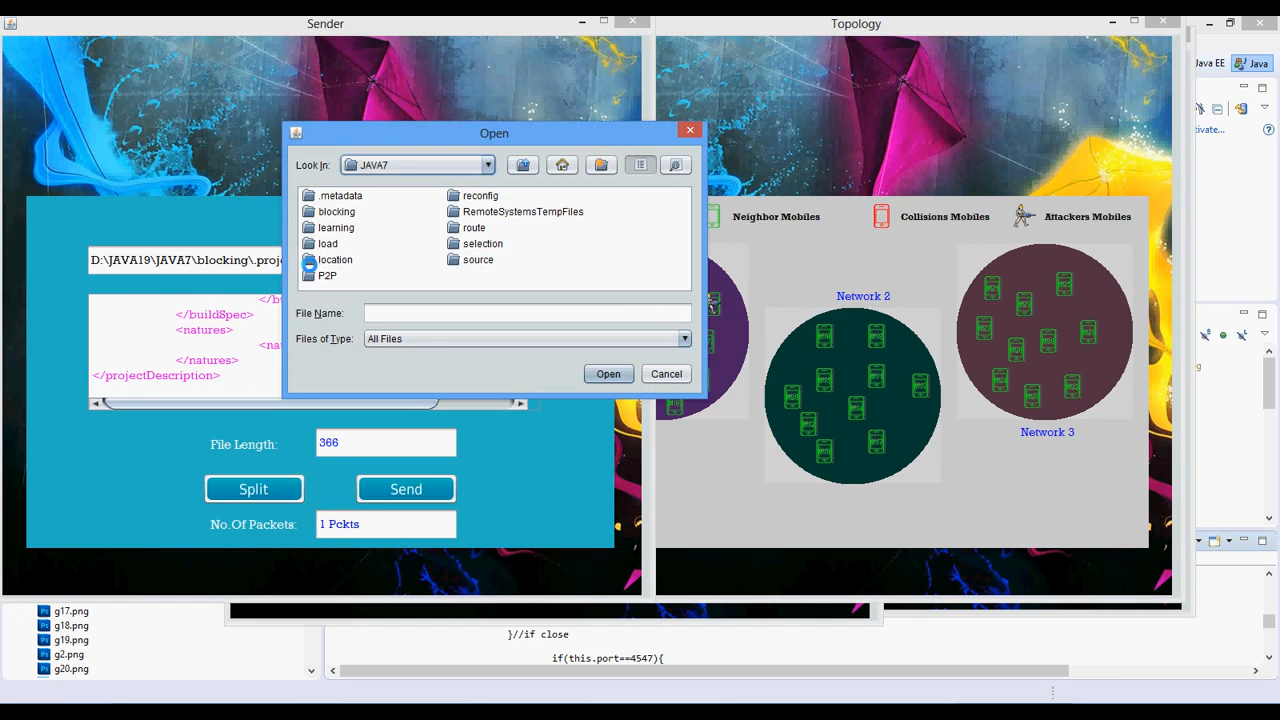 Sender
Topology
Java EE
Java
Open
Look In:
JAVA7
.metadata
blocking
learning
load
location
P2P
reconfig
RemoteSystemsTempFiles
route
selection
source
File Name:
Files of Type:
All Files
Open
Cancel
D:\JAVA19\JAVA7\blocking\.proj
</buildSpec>
<natures>
</natures>
</projectDescription>
File Length:
366
Split
Send
No.Of Packets:
1 Pckts
Neighbor Mobiles
Collisions Mobiles
Attackers Mobiles
Network 2
Network 3
ivate...
g17.png
g18.png
g19.png
g2.png
g20.png
}//if close
if(this.port==4547){